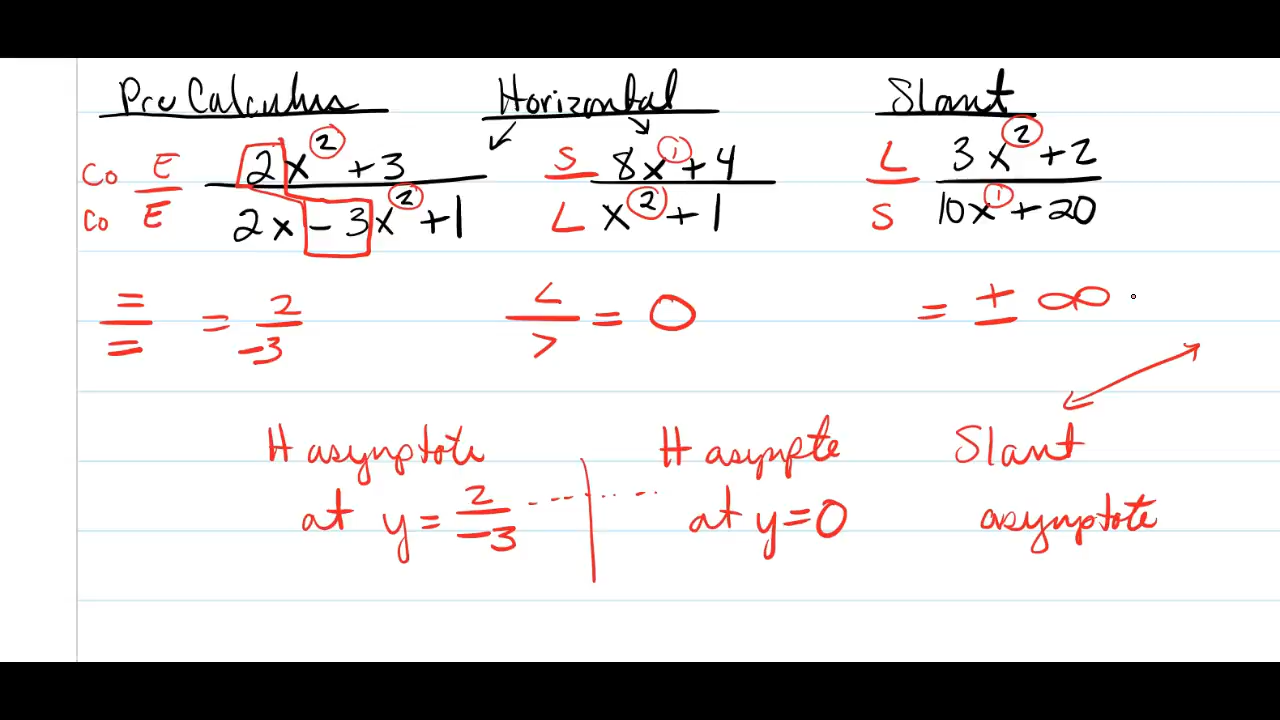 Pre Calculus Horizontal Slant
Co E 2x² + 3 S 8x¹ + 4 L 3x² + 2
Co E 2x - 3x² + 1 L x² + 1 S 10x¹ + 20
= 2 < +
= = -3 > = 0 = - ∞
H asymptote H asympte Slant
at y = 2/-3 at y = 0 asymptote